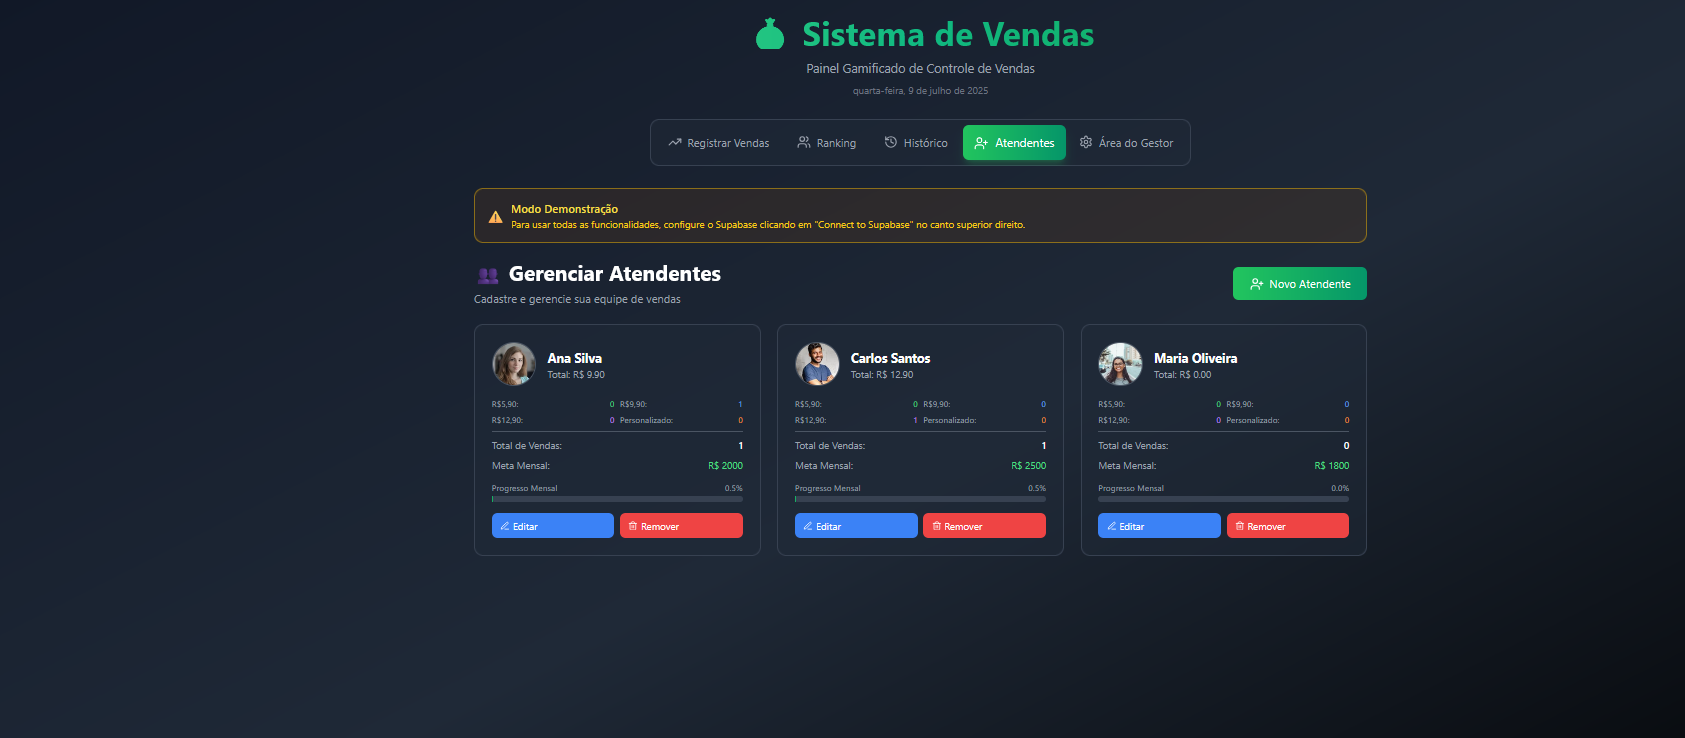 Sistema de Vendas
Painel Gamificado de Controle de Vendas
quarta-feira, 9 de julho de 2025
Registrar Vendas Ranking Histórico Atendentes Área do Gestor
Modo Demonstração
Para usar todas as funcionalidades, configure o Supabase clicando em "Connect to Supabase" no canto superior direito.
Gerenciar Atendentes
Cadastre e gerencie sua equipe de vendas
Novo Atendente
Ana Silva
Total: R$ 9.90
R$5,90: 0 R$9,90: 1
R$12,90: 0 Personalizado: 0
Total de Vendas: 1
Meta Mensal: R$ 2000
Progresso Mensal 0.5%
Editar Remover
Carlos Santos
Total: R$ 12.90
R$5,90: 0 R$9,90: 0
R$12,90: 1 Personalizado: 0
Total de Vendas: 1
Meta Mensal: R$ 2500
Progresso Mensal 0.5%
Editar Remover
Maria Oliveira
Total: R$ 0.00
R$5,90: 0 R$9,90: 0
R$12,90: 0 Personalizado: 0
Total de Vendas: 0
Meta Mensal: R$ 1800
Progresso Mensal 0.0%
Editar Remover